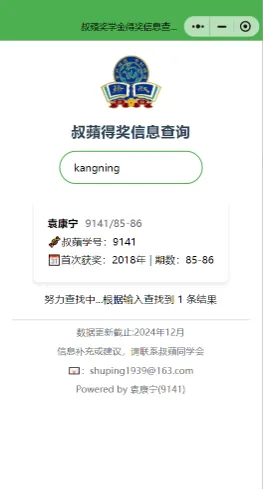 叔蘋奖学金得奖信息查...
叔蘋得奖信息查询
kangning
袁康宁 9141/85-86
叔蘋学号：9141
首次获奖：2018年 | 期数：85-86
努力查找中...根据输入查找到 1 条结果
数据更新截止:2024年12月
信息补充或建议，请联系叔蘋同学会
：shuping1939@163.com
Powered by 袁康宁(9141)